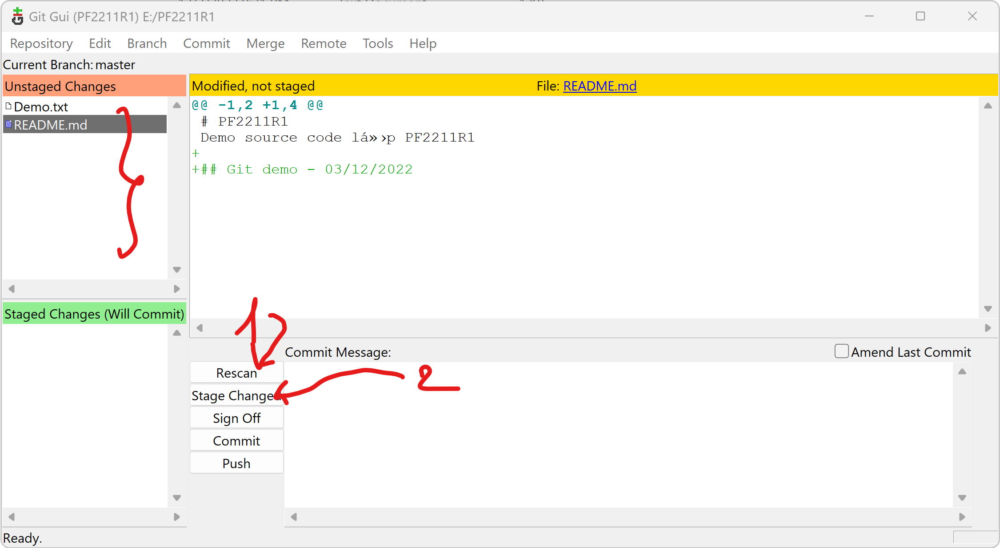 Git Gui (PF2211R1) E:/PF2211R1
Repository Edit Branch Commit Merge Remote Tools Help
Current Branch: master
Unstaged Changes
Demo.txt
README.md
Modified, not staged File: README.md
@@ -1,2 +1,4 @@
# PF2211R1
Demo source code lá»›p PF2211R1
+
+## Git demo - 03/12/2022
Staged Changes (Will Commit)
1
Commit Message:
Amend Last Commit
Rescan
2
Stage Changed
Sign Off
Commit
Push
Ready.